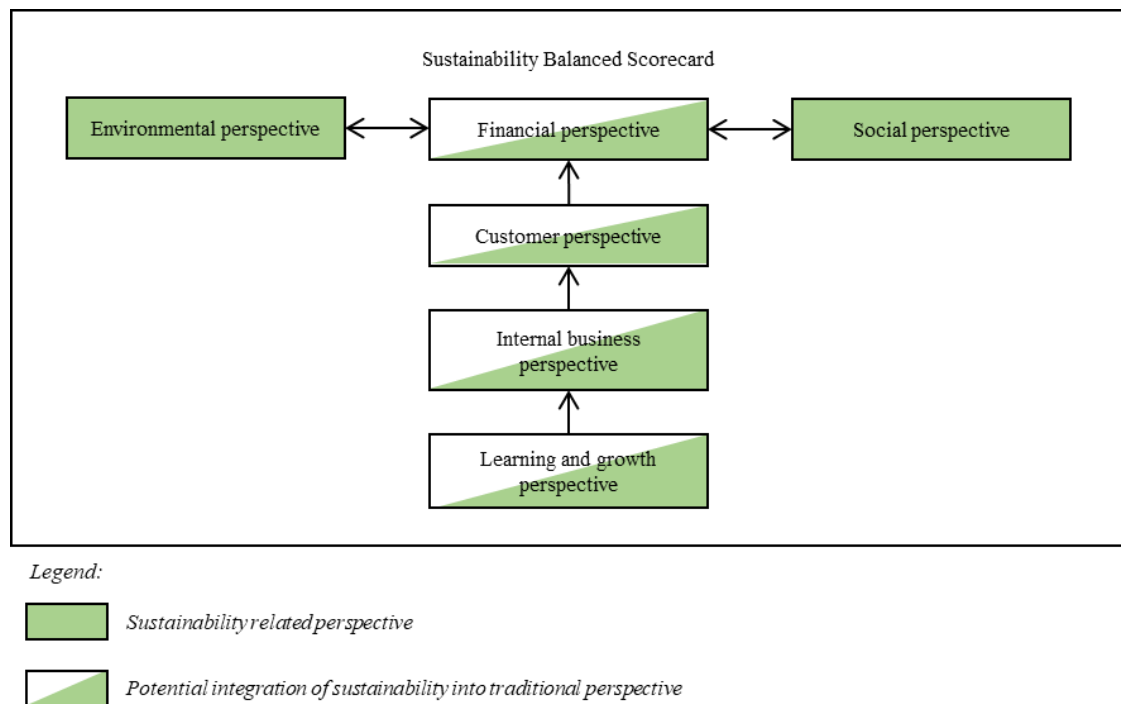 Sustainability Balanced Scorecard
Environmental perspective
Financial perspective
Social perspective
Customer perspective
Internal business
perspective
Learning and growth
perspective
Legend:
Sustainability related perspective
Potential integration of sustainability into traditional perspective